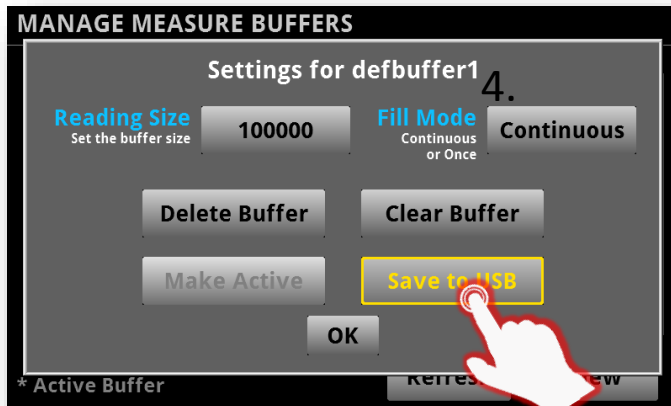 MANAGE MEASURE BUFFERS
Settings for defbuffer1
4.
Reading Size
Set the buffer size
100000
Fill Mode
Continuous
or Once
Continuous
Delete Buffer
Clear Buffer
Make Active
Save to USB
OK
* Active Buffer